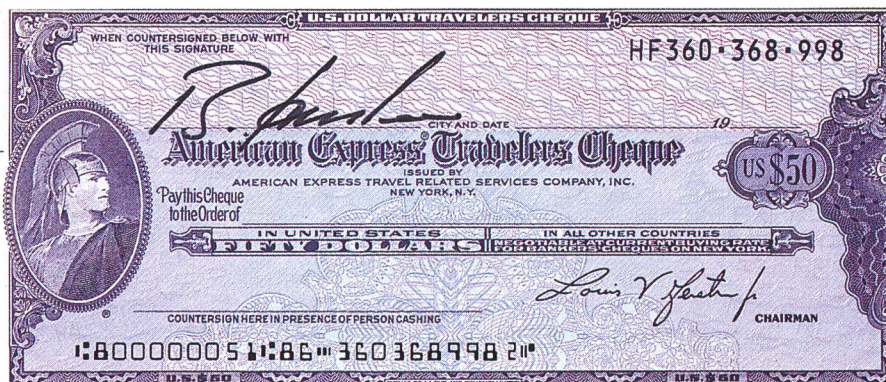 U.S. DOLLAR TRAVELERS CHEQUE
WHEN COUNTERSIGNED BELOW WITH
THIS SIGNATURE
HF360·368·998
CITY AND DATE
19
American Express® Travelers Cheque
ISSUED BY
AMERICAN EXPRESS TRAVEL RELATED SERVICES COMPANY, INC.
NEW YORK, N.Y.
US $50
Pay this Cheque
to the Order of
IN UNITED STATES
FIFTY DOLLARS
IN ALL OTHER COUNTRIES
NEGOTIABLE AT CURRENT BUYING RATE
FOR BANKERS CHEQUES ON NEW YORK
®
COUNTERSIGN HERE IN PRESENCE OF PERSON CASHING
CHAIRMAN
⑆800000051⑆86⑈3603689982⑈
U.S.$50
U.S.$50